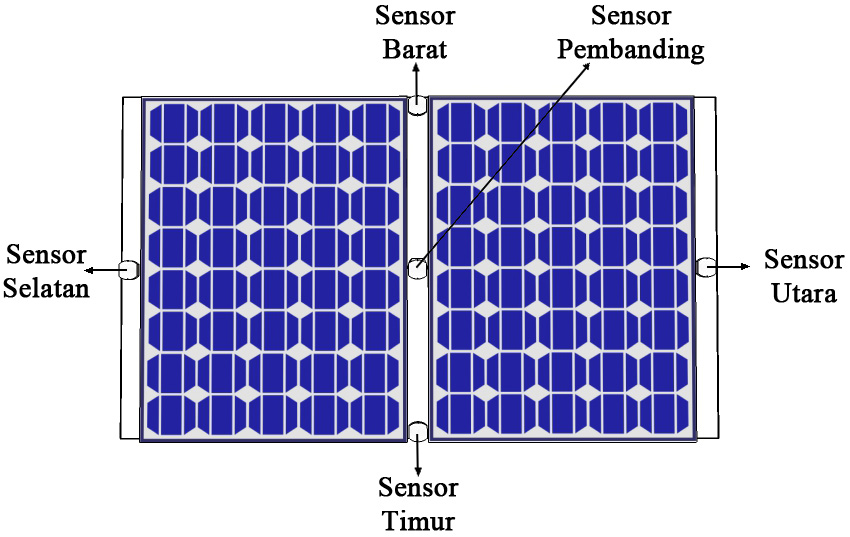 Sensor
Barat
Sensor
Pembanding
Sensor
Selatan
Sensor
Utara
Sensor
Timur